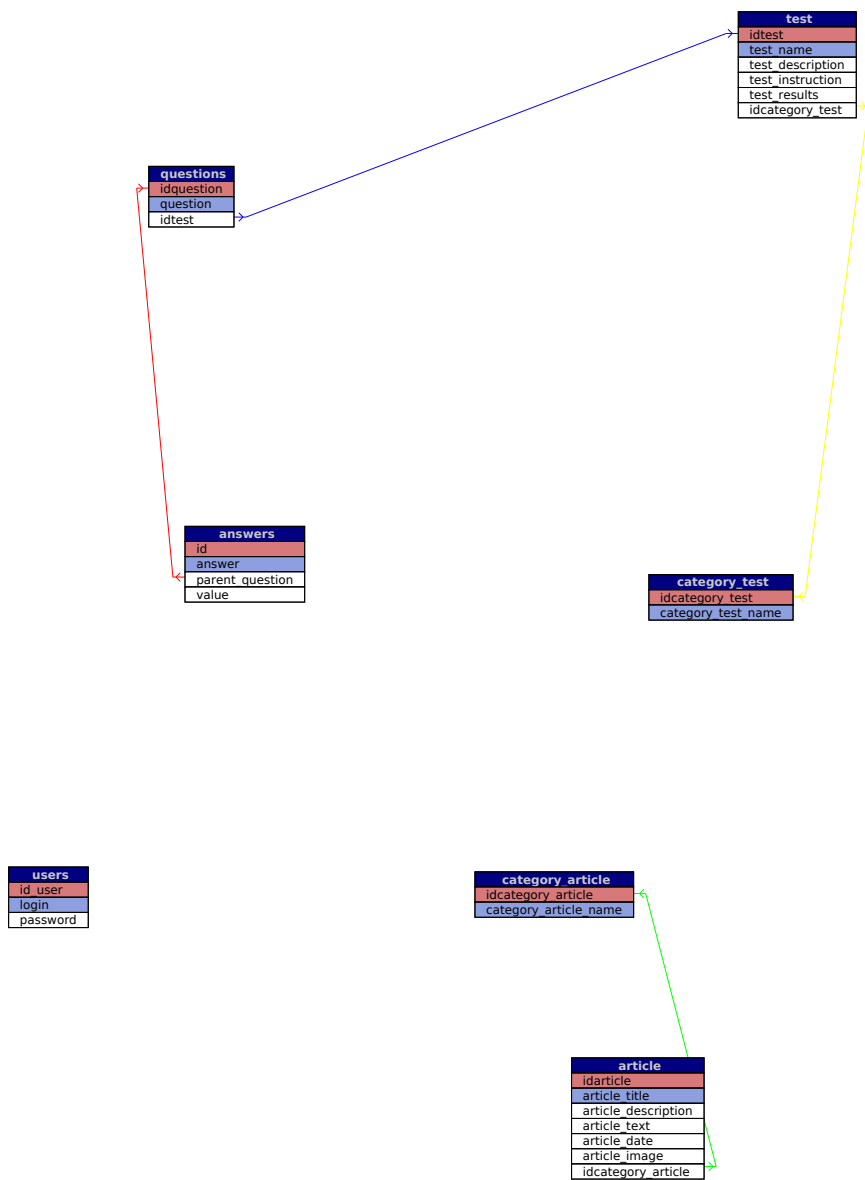 test
idtest
test_name
test_description
test_instruction
test_results
idcategory_test
questions
idquestion
question
idtest
answers
id
answer
parent_question
value
category_test
idcategory_test
category_test_name
users
id_user
login
password
category_article
idcategory_article
category_article_name
article
idarticle
article_title
article_description
article_text
article_date
article_image
idcategory_article